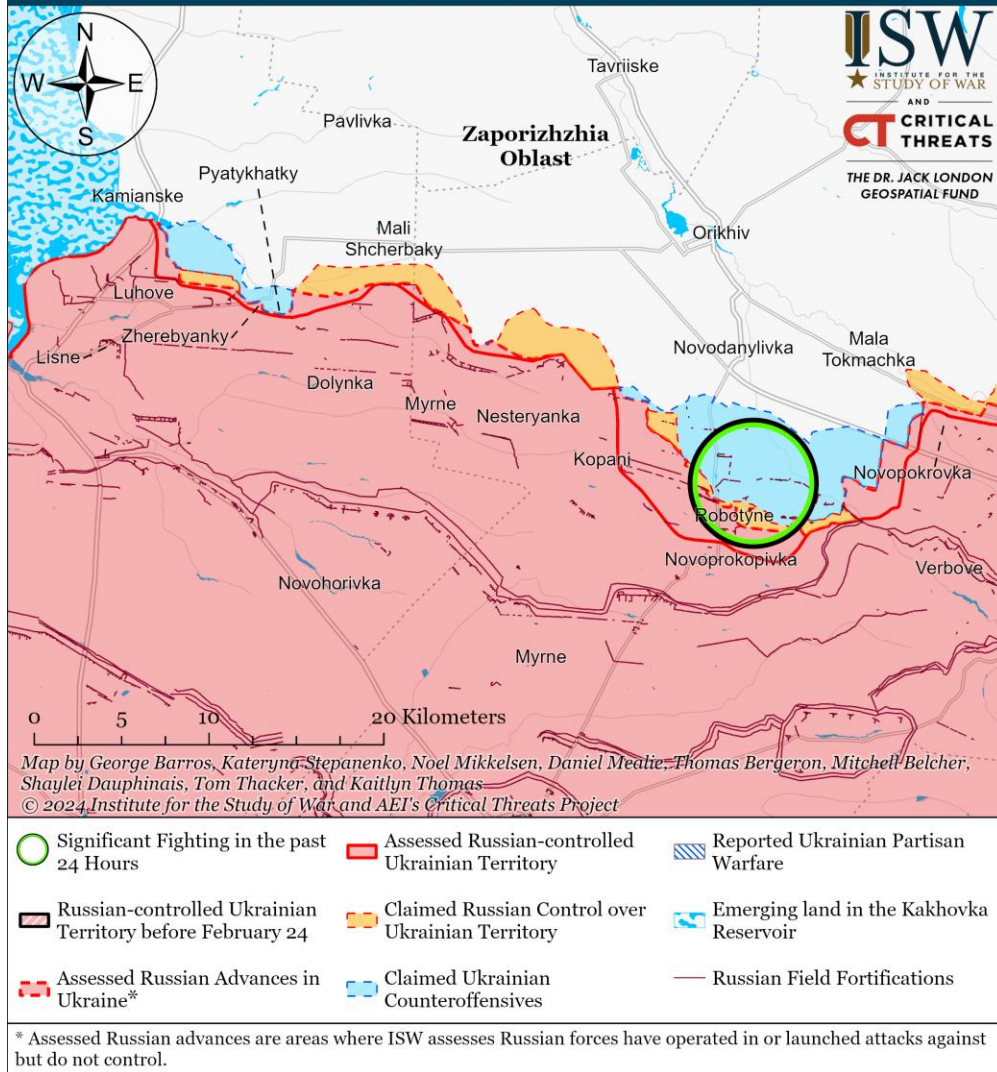 N
W
E
S
ISW
INSTITUTE FOR THE
STUDY OF WAR
AND
CT CRITICAL
THREATS
THE DR. JACK LONDON
GEOSPATIAL FUND
Tavriiske
Pavlivka
Zaporizhzhia
Oblast
Pyatykhatky
Kamianske
Mali
Shcherbaky
Orikhiv
Luhove
Zherebyanky
Lisne
Novodanylivka
Mala
Tokmachka
Dolynka
Myrne
Nesteryanka
Kopani
Novopokrovka
Robotyne
Novoprokopivka
Verbove
Novohorivka
Myrne
0 5 10 20 Kilometers
Map by George Barros, Kateryna Stepanenko, Noel Mikkelsen, Daniel Mealie, Thomas Bergeron, Mitchell Belcher,
Shaylei Dauphinais, Tom Thacker, and Kaitlyn Thomas
© 2024 Institute for the Study of War and AEI's Critical Threats Project
Significant Fighting in the past
24 Hours
Russian-controlled Ukrainian
Territory before February 24
Assessed Russian Advances in
Ukraine*
Assessed Russian-controlled
Ukrainian Territory
Claimed Russian Control over
Ukrainian Territory
Claimed Ukrainian
Counteroffensives
Reported Ukrainian Partisan
Warfare
Emerging land in the Kakhovka
Reservoir
Russian Field Fortifications
* Assessed Russian advances are areas where ISW assesses Russian forces have operated in or launched attacks against
but do not control.